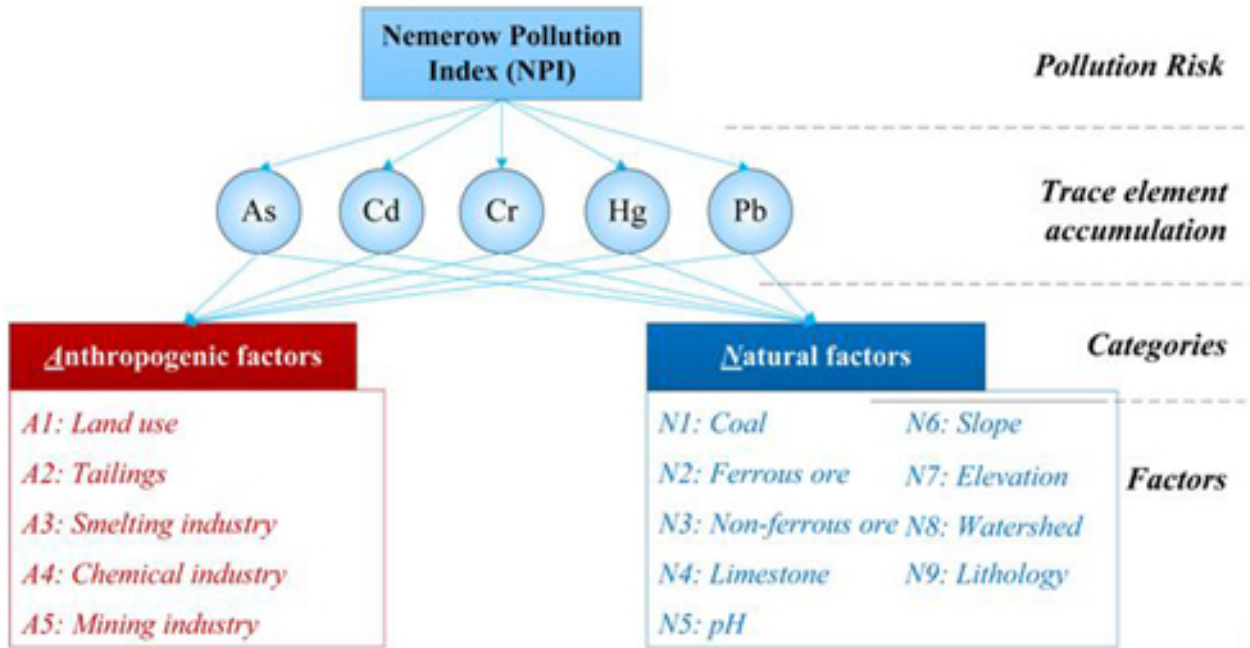 Nemerow Pollution
Index (NPI)
Pollution Risk
As
Cd
Cr
Hg
Pb
Trace element
accumulation
Anthropogenic factors
Natural factors
Categories
A1: Land use
A2: Tailings
A3: Smelting industry
A4: Chemical industry
A5: Mining industry
N1: Coal
N2: Ferrous ore
N3: Non-ferrous ore
N4: Limestone
N5: pH
N6: Slope
N7: Elevation
N8: Watershed
N9: Lithology
Factors